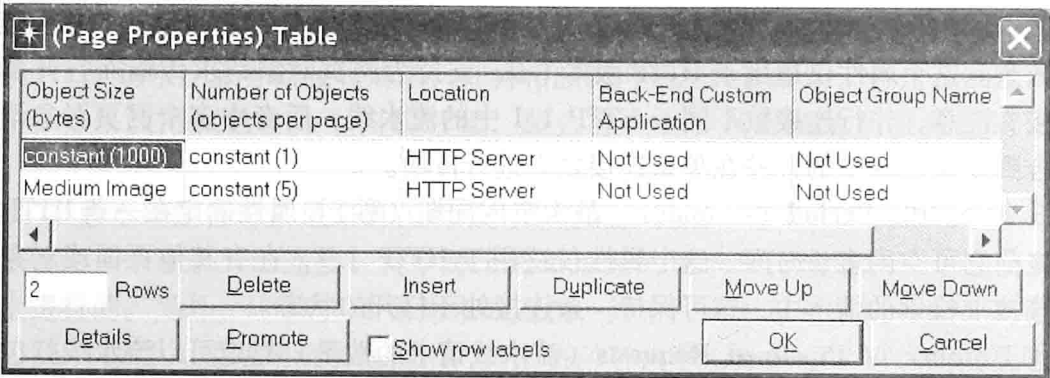 (Page Properties) Table
Object Size (bytes) Number of Objects (objects per page) Location Back-End Custom Application Object Group Name
constant (1000) constant (1) HTTP Server Not Used Not Used
Medium Image constant (5) HTTP Server Not Used Not Used
2 Rows Delete Insert Duplicate Move Up Move Down
Details Promote Show row labels OK Cancel